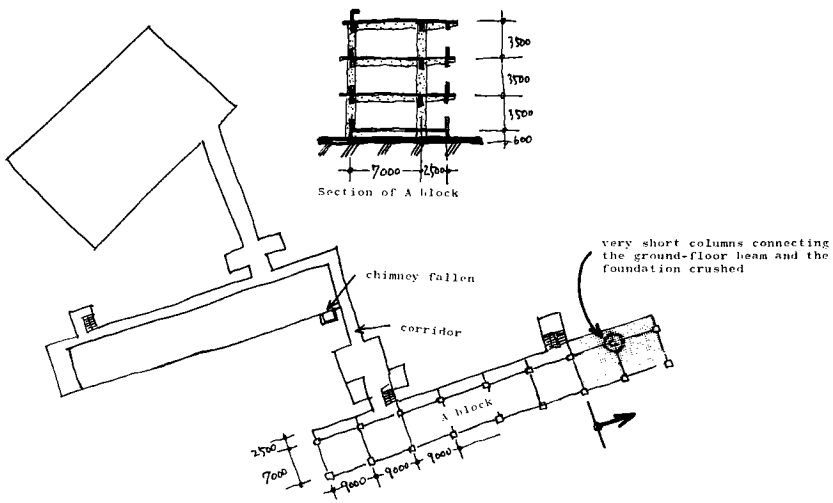 3500
3500
3500
600
7000
2500
Section of A block
very short columns connecting
the ground-floor beam and the
foundation crushed
chimney fallen
corridor
A block
2500
7000
9000
9000
9000